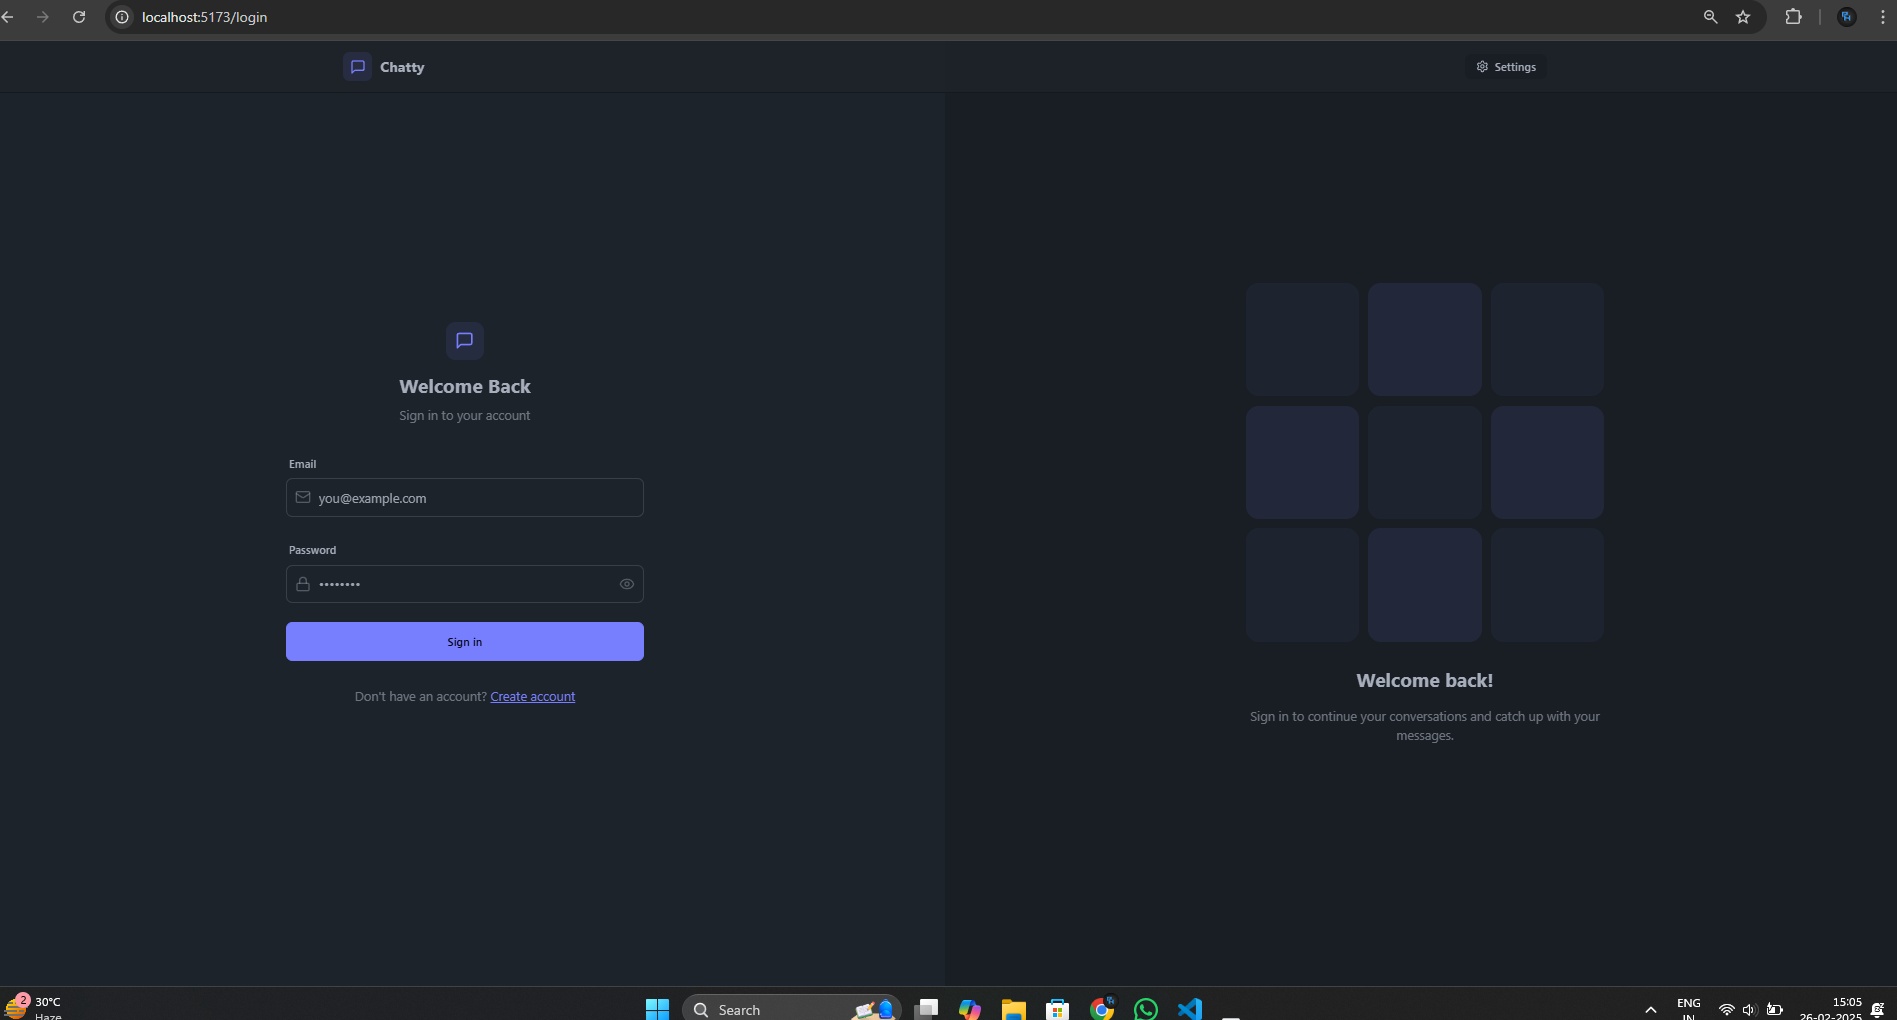 localhost:5173/login
Chatty
Settings
Welcome Back
Sign in to your account
Email
you@example.com
Password
••••••••
Sign in
Don't have an account? Create account
Welcome back!
Sign in to continue your conversations and catch up with your
messages.
2
30°C
Haze
Search
ENG
IN
15:05
26-02-2025